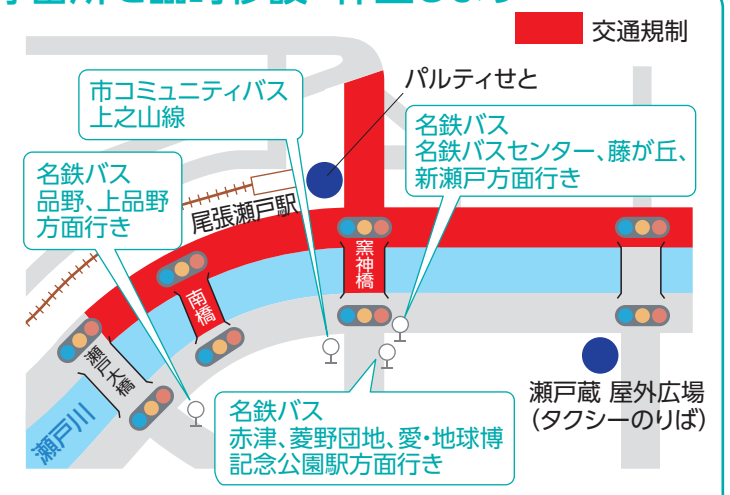 交通規制
パルティせと
市コミュニティバス
上之山線
名鉄バス
名鉄バスセンター、藤が丘、
新瀬戸方面行き
名鉄バス
品野、上品野
方面行き
尾張瀬戸駅
窯神橋
南橋
瀬戸大橋
瀬戸川
名鉄バス
赤津、菱野団地、愛・地球博
記念公園駅方面行き
瀬戸蔵 屋外広場
(タクシーのりば)